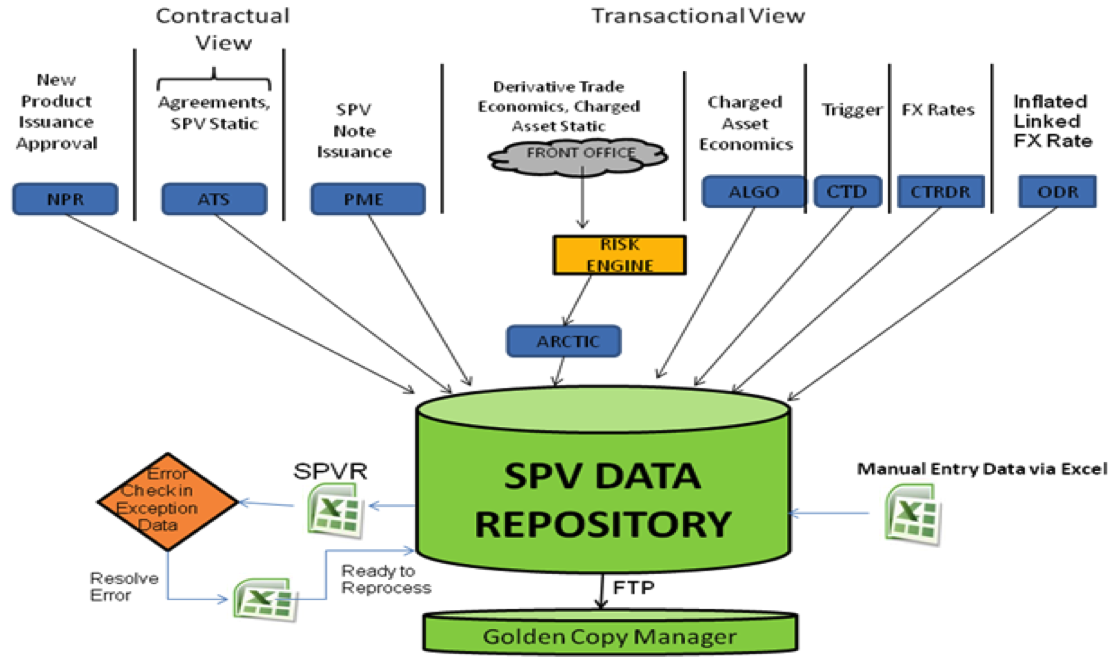 Contractual
View
Transactional View
New
Product
Issuance
Approval
Agreements,
SPV Static
SPV
Note
Issuance
Derivative Trade
Economics, Charged
Asset Static
FRONT OFFICE
Charged
Asset
Economics
Trigger
FX Rates
Inflated
Linked
FX Rate
NPR
ATS
PME
ALGO
CTD
CTRDR
ODR
RISK
ENGINE
ARCTIC
SPV DATA
REPOSITORY
SPVR
Error
Check in
Exception
Data
Resolve
Error
Ready to
Reprocess
Manual Entry Data via Excel
FTP
Golden Copy Manager